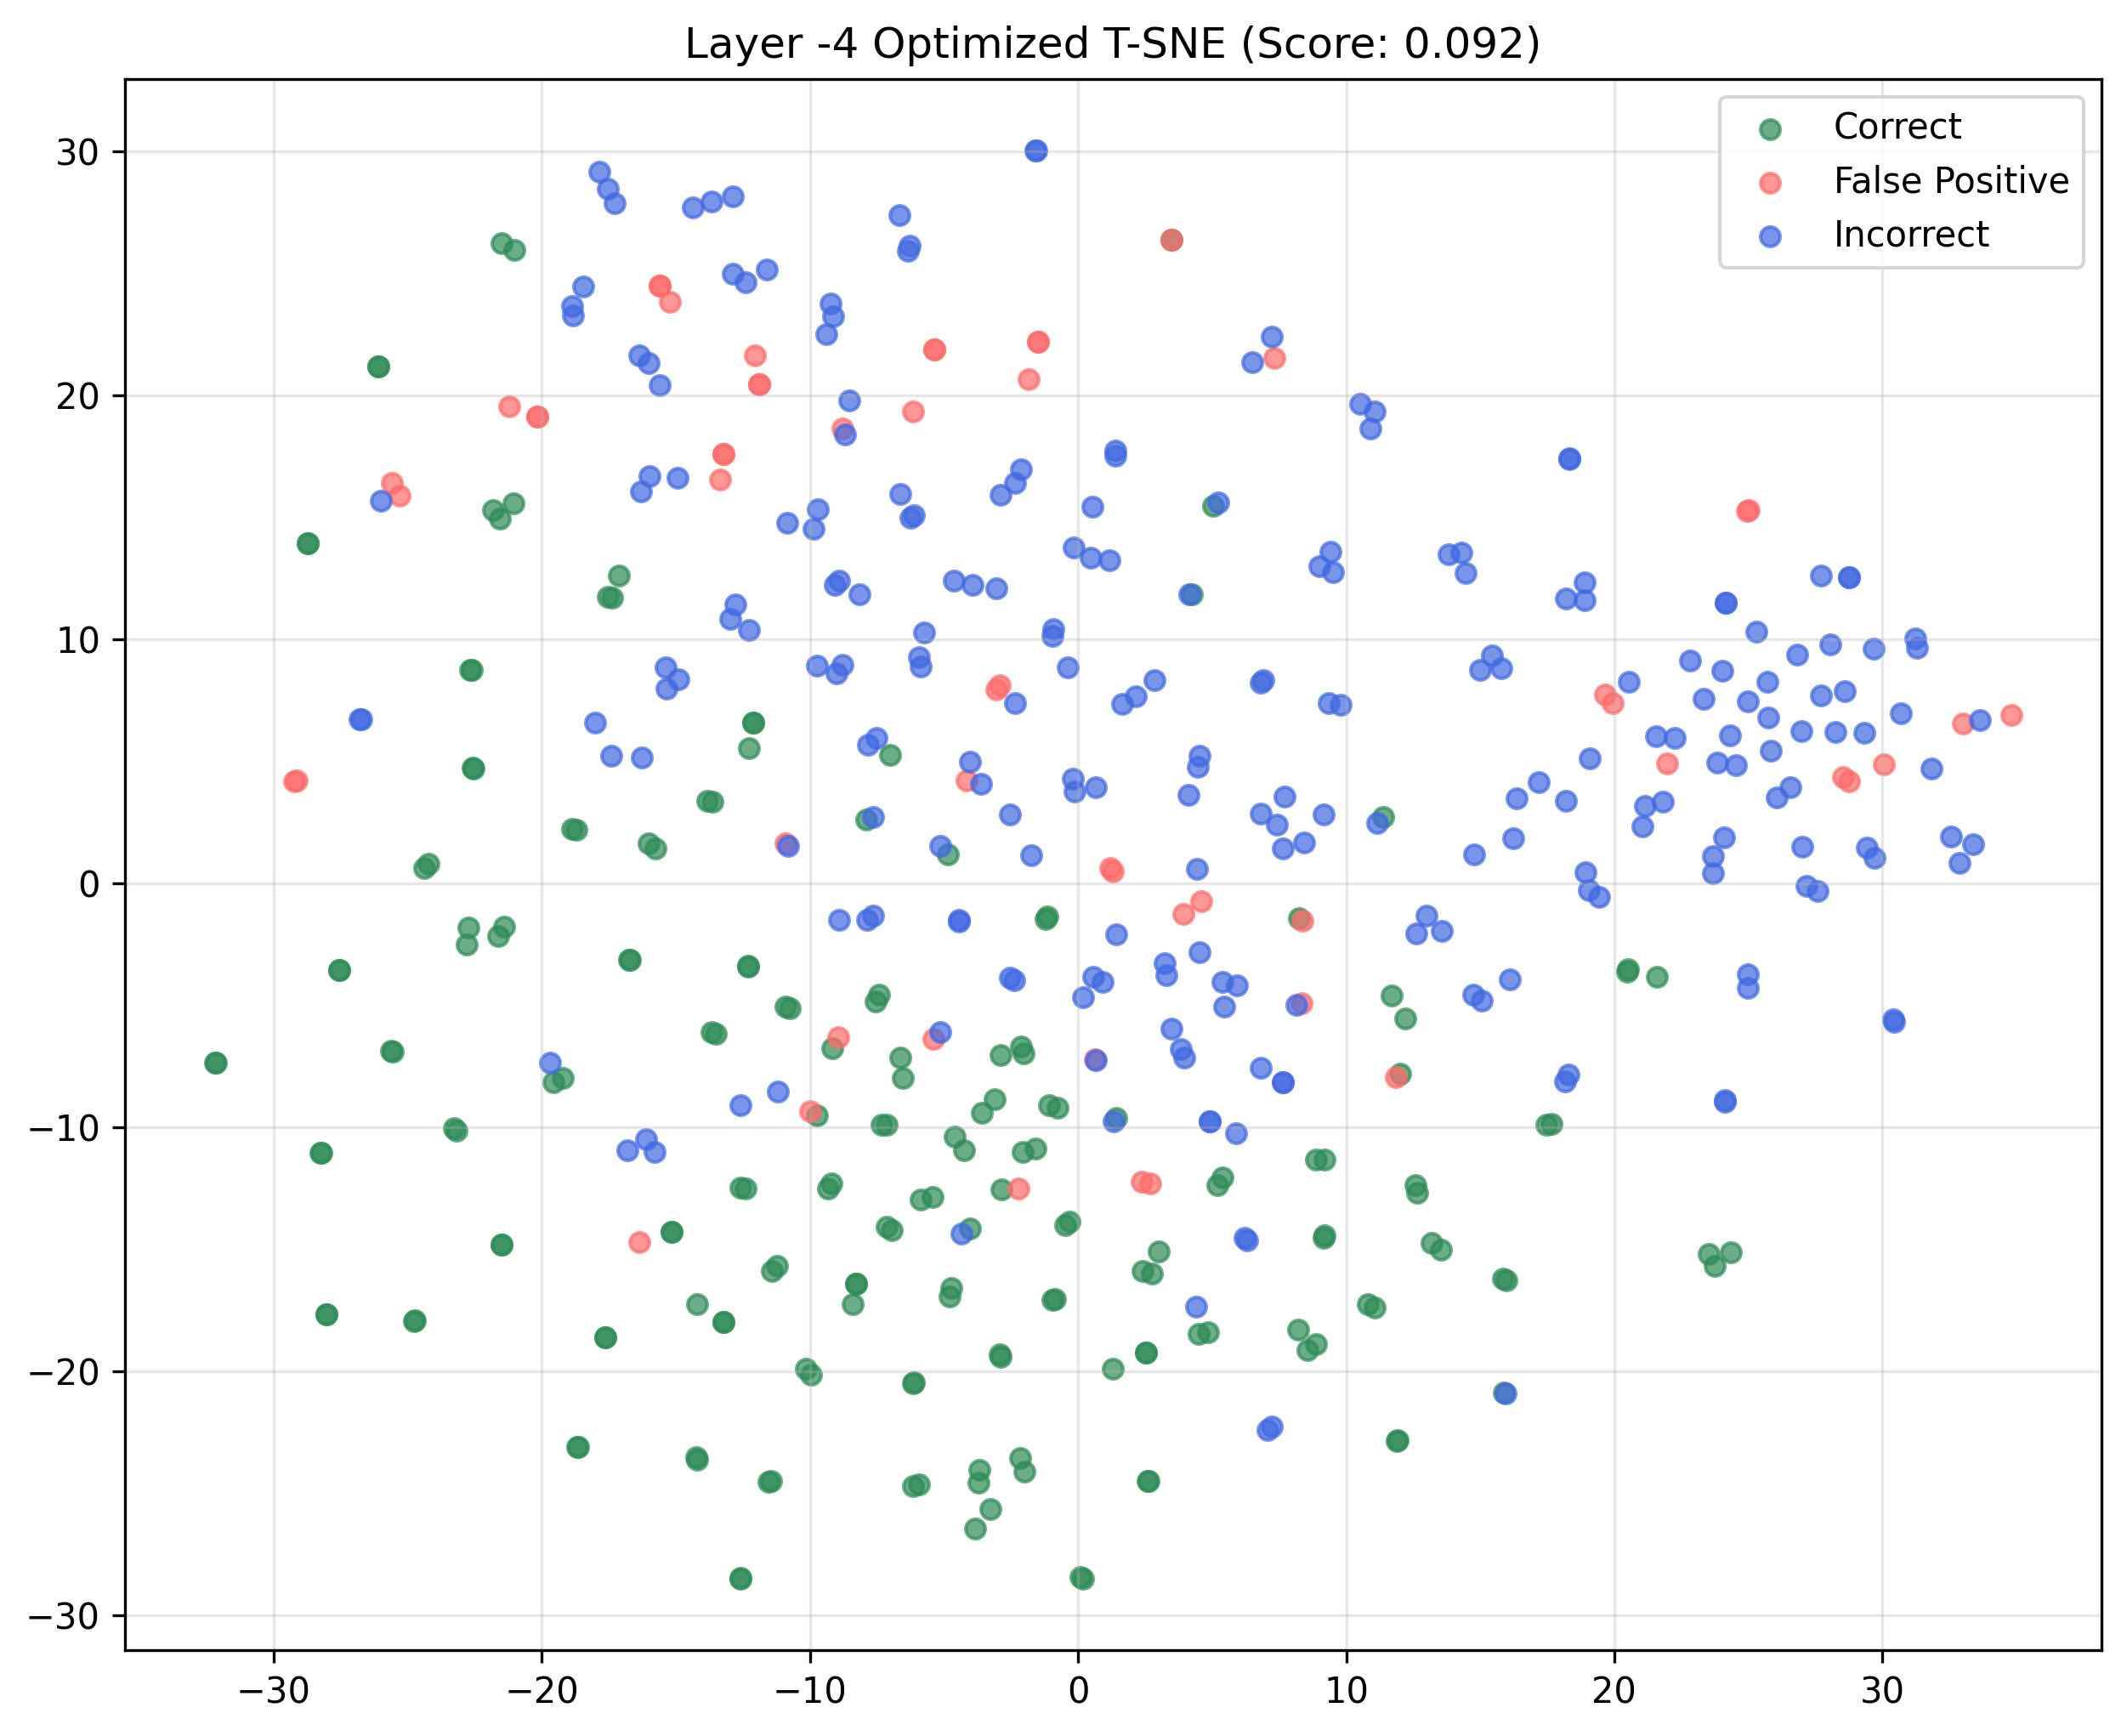 Layer -4 Optimized T-SNE (Score: 0.092)
Correct
False Positive
Incorrect
30
20
10
0
−10
−20
−30
−30 −20 −10 0 10 20 30